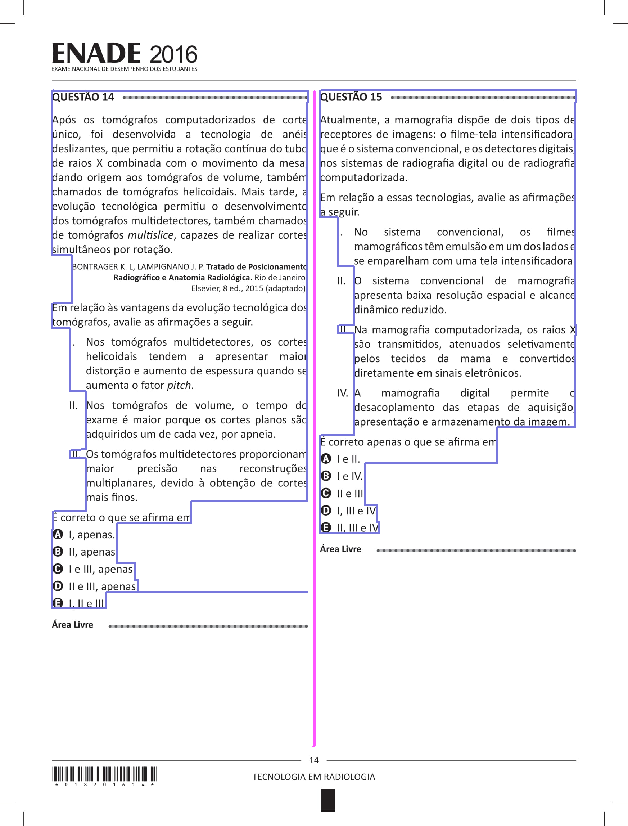 ENADE 2016
EXAME NACIONAL DE DESEMPENHO DOS ESTUDANTES
QUESTÃO 14
Após os tomógrafos computadorizados de corte
único, foi desenvolvida a tecnologia de anéis
deslizantes, que permitiu a rotação contínua do tubo
de raios X combinada com o movimento da mesa,
dando origem aos tomógrafos de volume, também
chamados de tomógrafos helicoidais. Mais tarde, a
evolução tecnológica permitiu o desenvolvimento
dos tomógrafos multidetectores, também chamados
de tomógrafos multislice, capazes de realizar cortes
simultâneos por rotação.
BONTRAGER K. L, LAMPIGNANO J. P. Tratado de Posicionamento
Radiográfico e Anatomia Radiológica. Rio de Janeiro:
Elsevier, 8 ed., 2015 (adaptado).
Em relação às vantagens da evolução tecnológica dos
tomógrafos, avalie as afirmações a seguir.
I. Nos tomógrafos multidetectores, os cortes
helicoidais tendem a apresentar maior
distorção e aumento de espessura quando se
aumenta o fator pitch.
II. Nos tomógrafos de volume, o tempo do
exame é maior porque os cortes planos são
adquiridos um de cada vez, por apneia.
III. Os tomógrafos multidetectores proporcionam
maior precisão nas reconstruções
multiplanares, devido à obtenção de cortes
mais finos.
É correto o que se afirma em
A I, apenas.
B II, apenas.
C I e III, apenas.
D II e III, apenas.
E I, II e III.
Área Livre
QUESTÃO 15
Atualmente, a mamografia dispõe de dois tipos de
receptores de imagens: o filme-tela intensificadora,
que é o sistema convencional, e os detectores digitais,
nos sistemas de radiografia digital ou de radiografia
computadorizada.
Em relação a essas tecnologias, avalie as afirmações
a seguir.
I. No sistema convencional, os filmes
mamográficos têm emulsão em um dos lados e
se emparelham com uma tela intensificadora.
II. O sistema convencional de mamografia
apresenta baixa resolução espacial e alcance
dinâmico reduzido.
III. Na mamografia computadorizada, os raios X
são transmitidos, atenuados seletivamente
pelos tecidos da mama e convertidos
diretamente em sinais eletrônicos.
IV. A mamografia digital permite o
desacoplamento das etapas de aquisição,
apresentação e armazenamento da imagem.
É correto apenas o que se afirma em
A I e II.
B I e IV.
C II e III.
D I, III e IV.
E II, III e IV.
Área Livre
14
TECNOLOGIA EM RADIOLOGIA